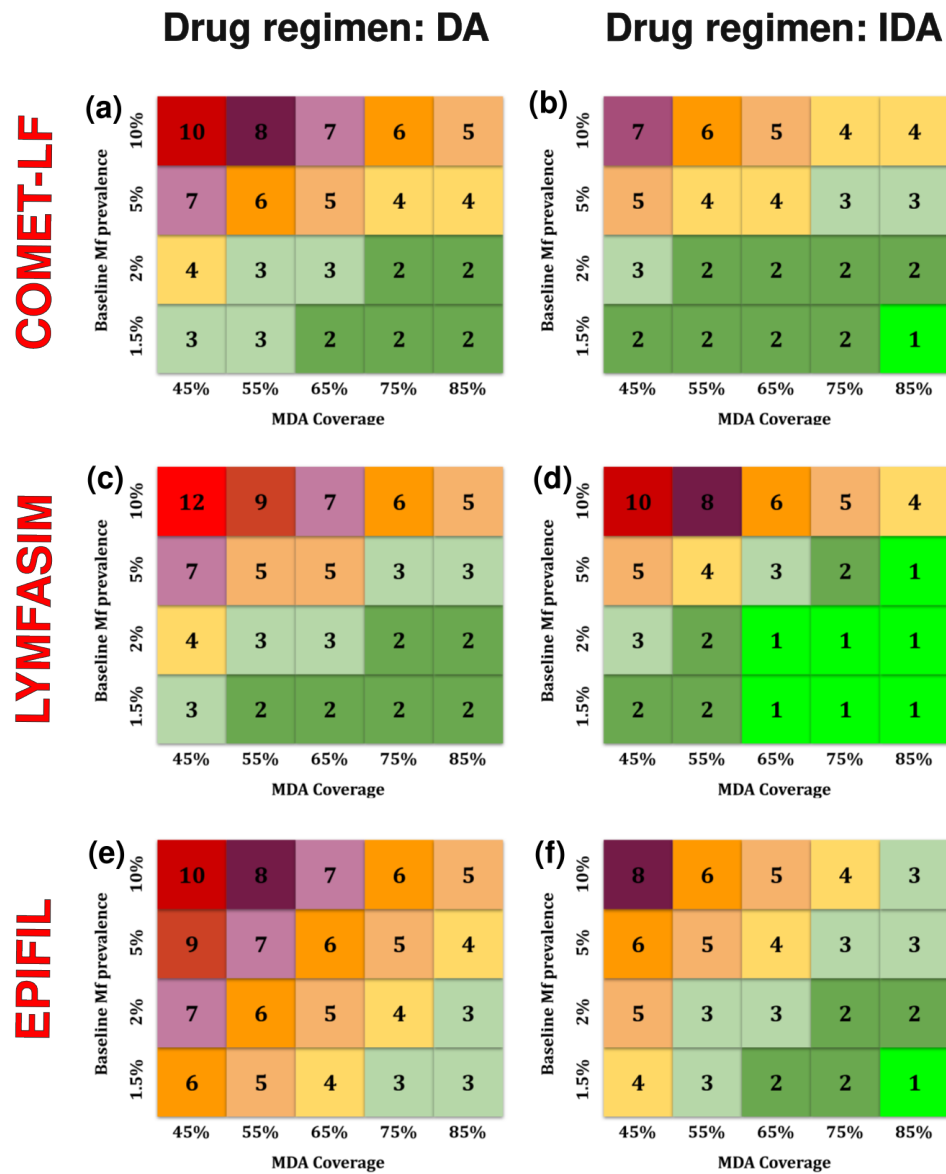 Drug regimen: DA
Drug regimen: IDA
COMET-LF
(a)
Baseline Mf prevalence
10% 10 8 7 6 5
5% 7 6 5 4 4
2% 4 3 3 2 2
1.5% 3 3 2 2 2
45% 55% 65% 75% 85%
MDA Coverage
(b)
Baseline Mf prevalence
10% 7 6 5 4 4
5% 5 4 4 3 3
2% 3 2 2 2 2
1.5% 2 2 2 2 1
45% 55% 65% 75% 85%
MDA Coverage
LYMFASIM
(c)
Baseline Mf prevalence
10% 12 9 7 6 5
5% 7 5 5 3 3
2% 4 3 3 2 2
1.5% 3 2 2 2 2
45% 55% 65% 75% 85%
MDA Coverage
(d)
Baseline Mf prevalence
10% 10 8 6 5 4
5% 5 4 3 2 1
2% 3 2 1 1 1
1.5% 2 2 1 1 1
45% 55% 65% 75% 85%
MDA Coverage
EPIFIL
(e)
Baseline Mf prevalence
10% 10 8 7 6 5
5% 9 7 6 5 4
2% 7 6 5 4 3
1.5% 6 5 4 3 3
45% 55% 65% 75% 85%
MDA Coverage
(f)
Baseline Mf prevalence
10% 8 6 5 4 3
5% 6 5 4 3 3
2% 5 3 3 2 2
1.5% 4 3 2 2 1
45% 55% 65% 75% 85%
MDA Coverage